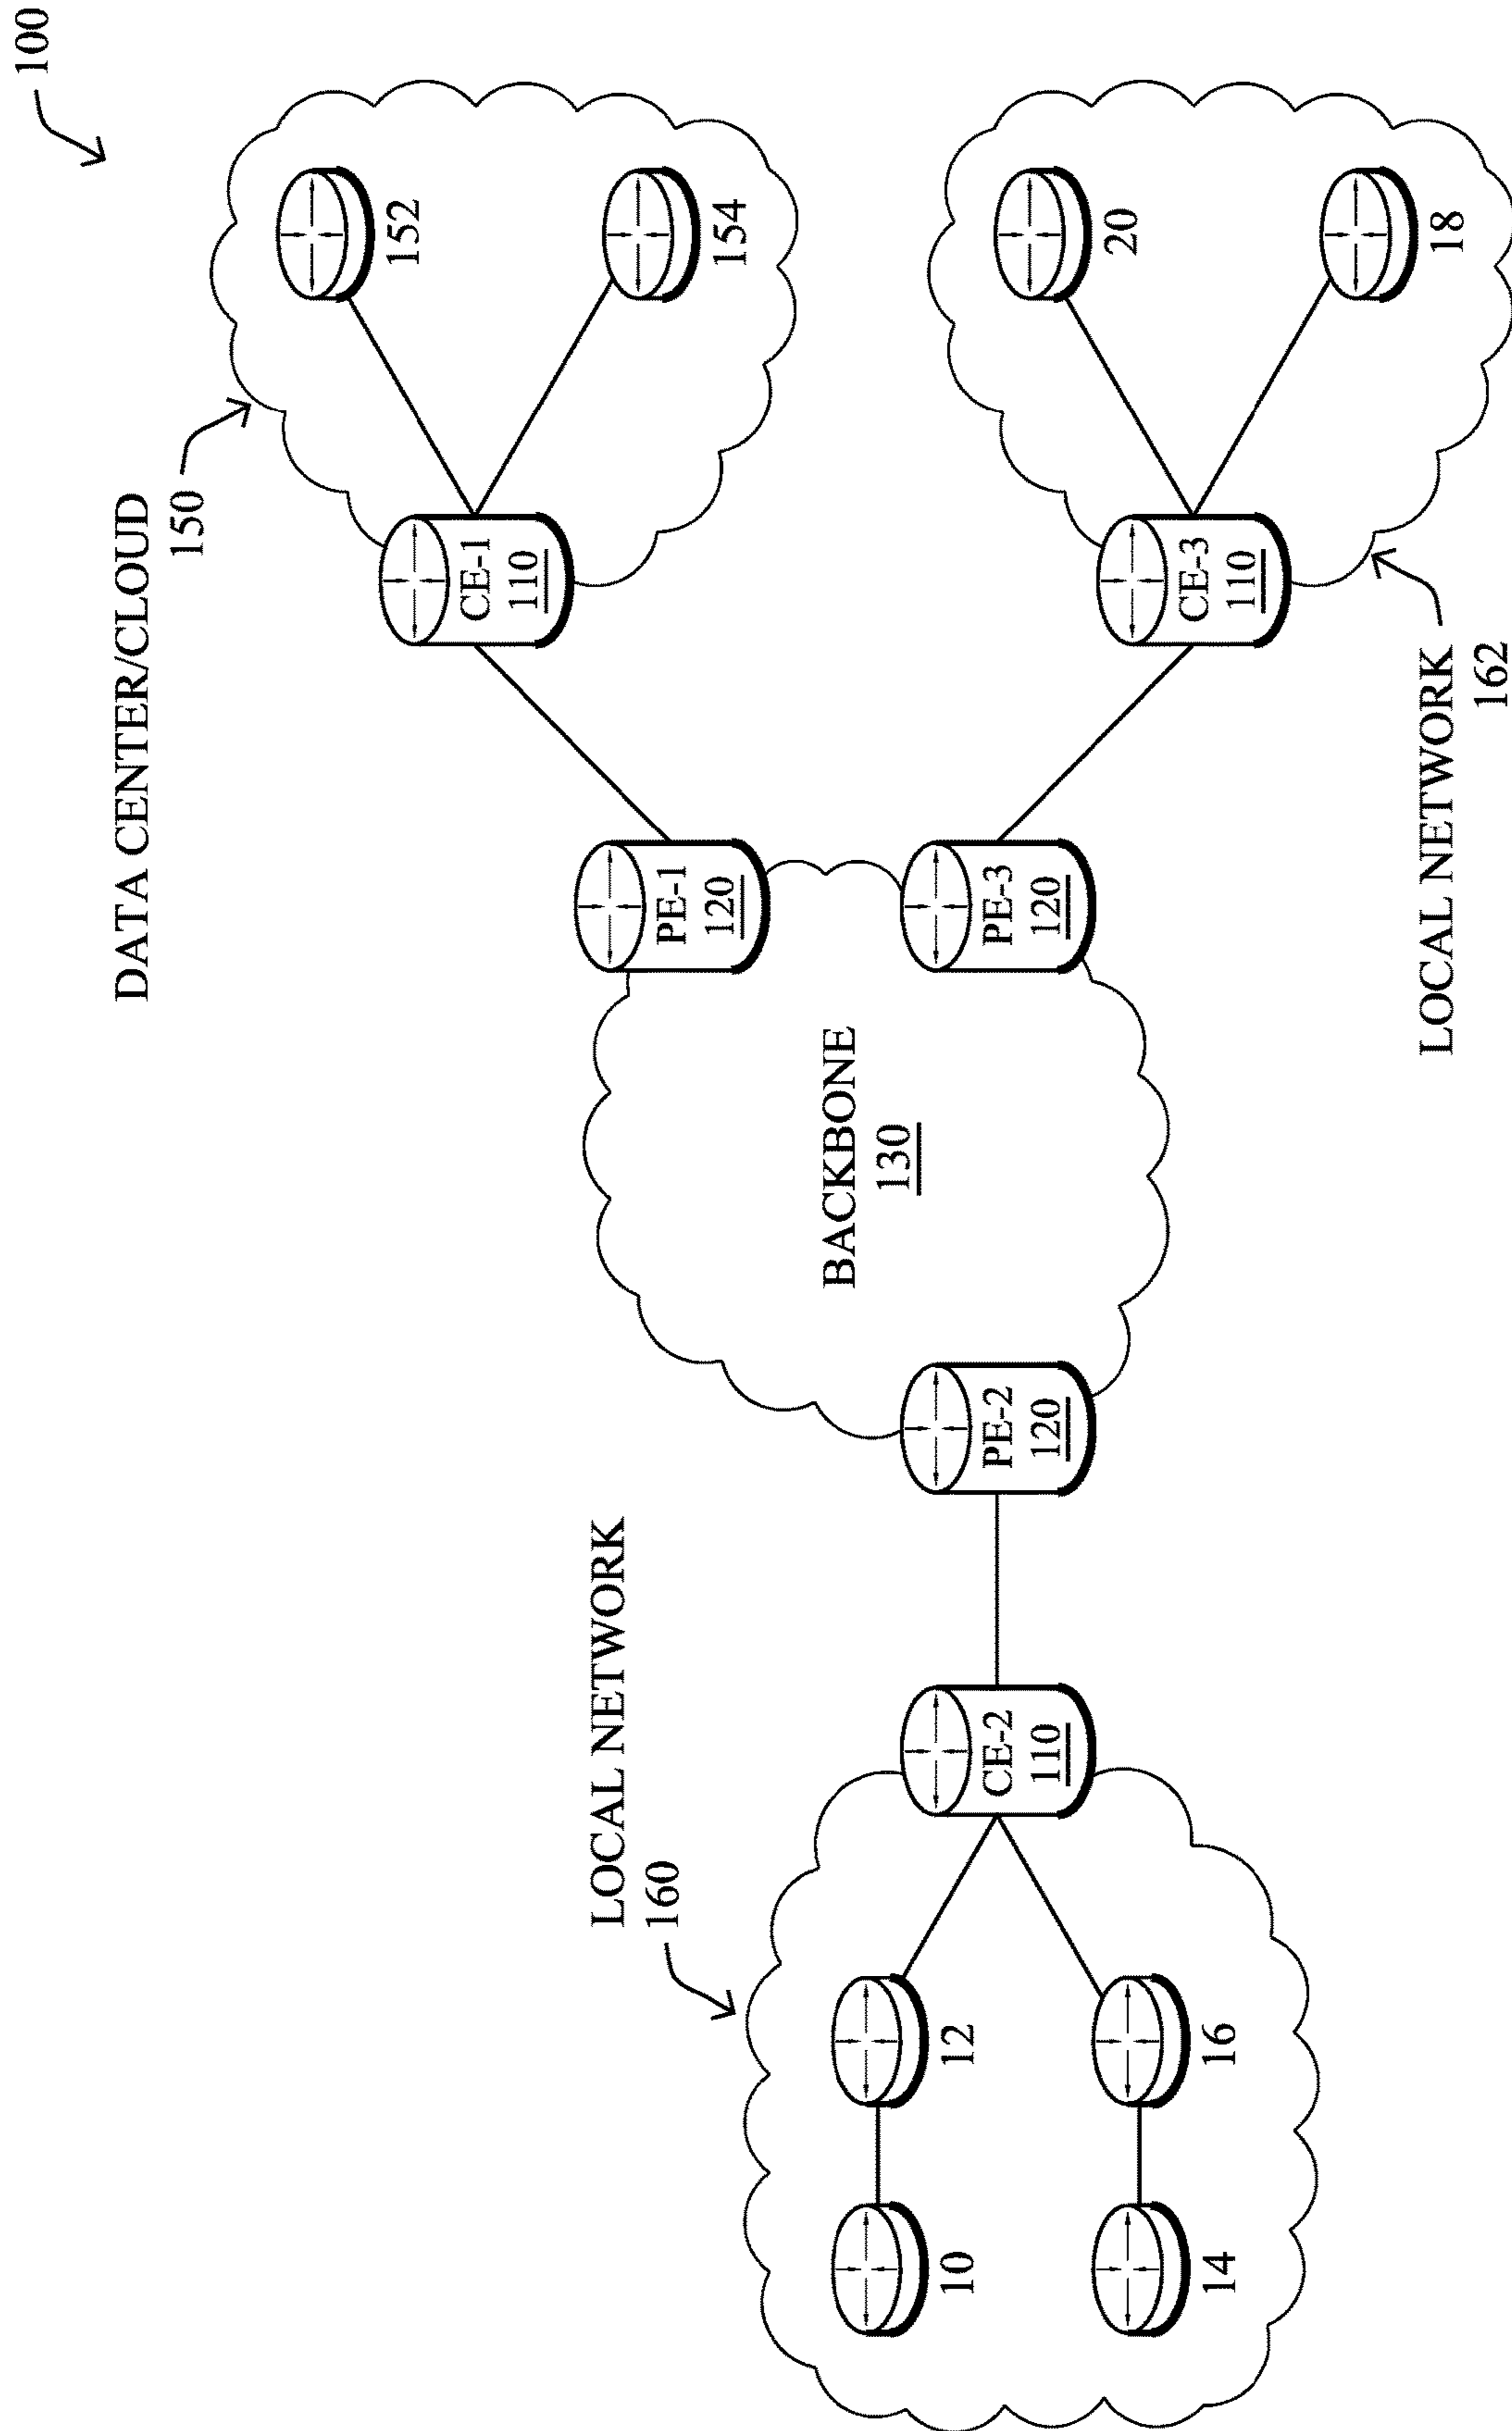 100
DATA CENTER/CLOUD
150
152
154
CE-1
110
PE-1
120
BACKBONE
130
PE-3
120
CE-3
110
20
18
LOCAL NETWORK
162
LOCAL NETWORK
160
PE-2
120
CE-2
110
12
10
16
14